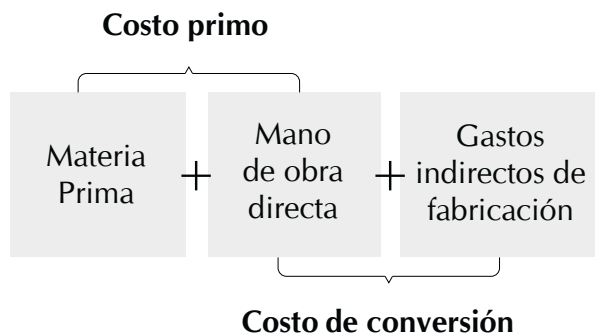 Costo primo
Materia
Prima
+
Mano
de obra
directa
+
Gastos
indirectos de
fabricación
Costo de conversión